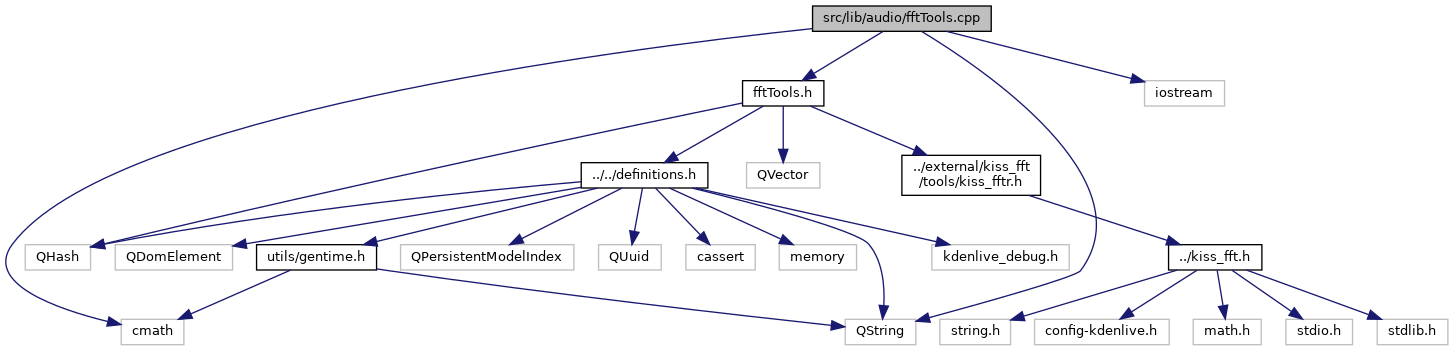 src/lib/audio/fftTools.cpp
fftTools.h
iostream
../../definitions.h
QVector
../external/kiss_fft
/tools/kiss_fftr.h
QHash
QDomElement
utils/gentime.h
QPersistentModelIndex
QUuid
cassert
memory
kdenlive_debug.h
../kiss_fft.h
cmath
QString
string.h
config-kdenlive.h
math.h
stdio.h
stdlib.h